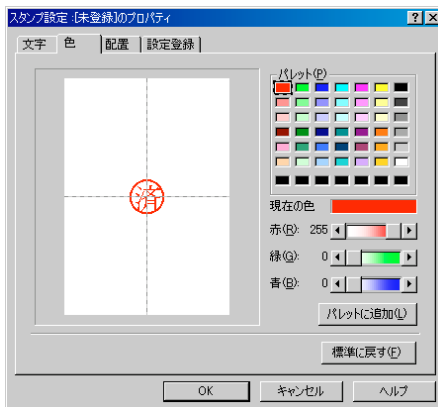 スタンプ設定 :[未登録]のプロパティ
文字 色 配置 設定登録
パレット(P)
済
現在の色
赤(R): 255
緑(G): 0
青(B): 0
パレットに追加(L)
標準に戻す(F)
OK キャンセル ヘルプ